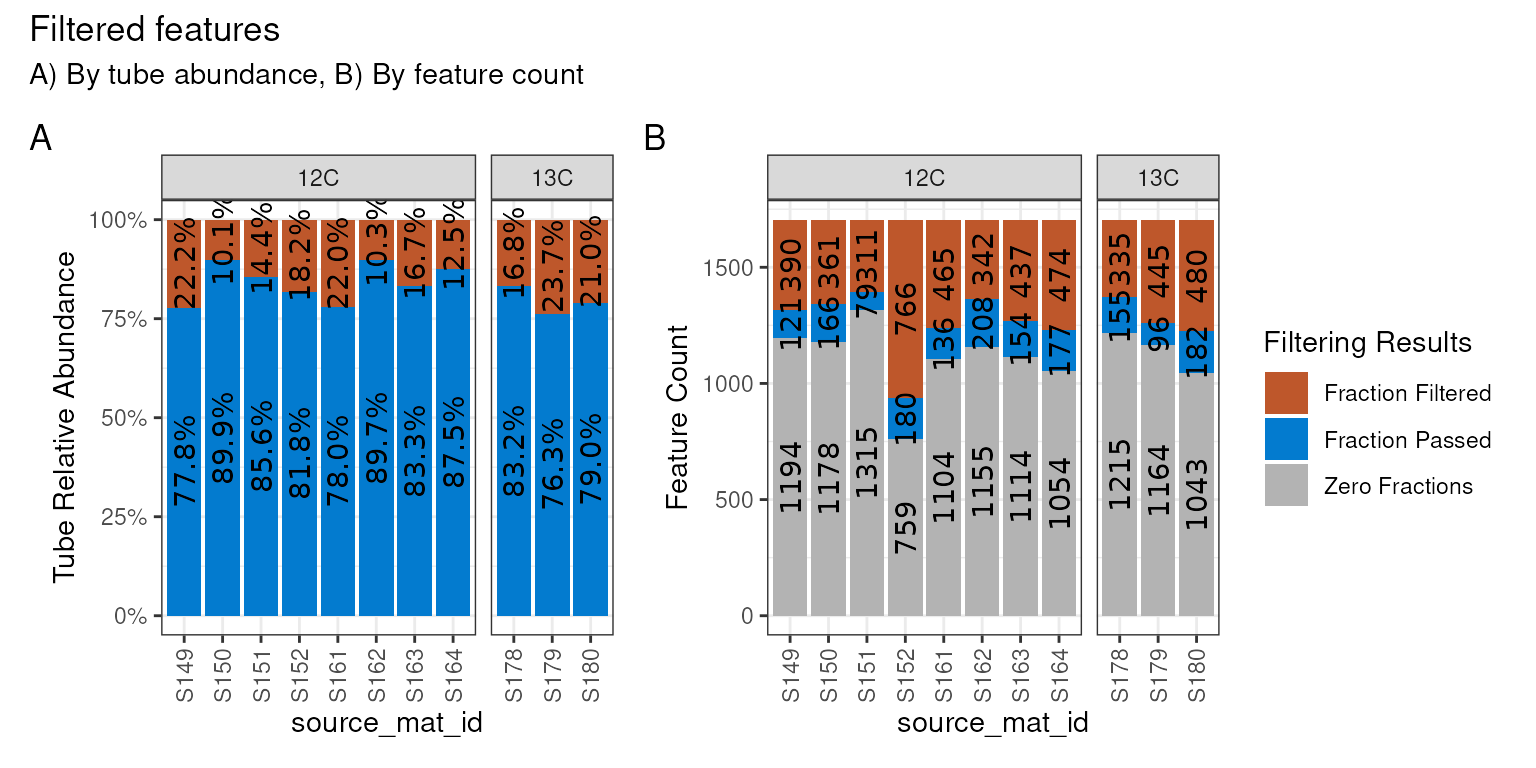 Filtered features
A) By tube abundance, B) By feature count
A
12C
13C
Tube Relative Abundance
100%
75%
50%
25%
0%
22.2%
10.1%
14.4%
18.2%
22.0%
10.3%
16.7%
12.5%
16.8%
23.7%
21.0%
77.8%
89.9%
85.6%
81.8%
78.0%
89.7%
83.3%
87.5%
83.2%
76.3%
79.0%
S149
S150
S151
S152
S161
S162
S163
S164
S178
S179
S180
source_mat_id
B
12C
13C
Feature Count
1500
1000
500
0
390
361
311
766
465
342
437
474
335
445
480
121
166
79
180
136
208
154
177
155
96
182
1194
1178
1315
759
1104
1155
1114
1054
1215
1164
1043
S149
S150
S151
S152
S161
S162
S163
S164
S178
S179
S180
source_mat_id
Filtering Results
Fraction Filtered
Fraction Passed
Zero Fractions